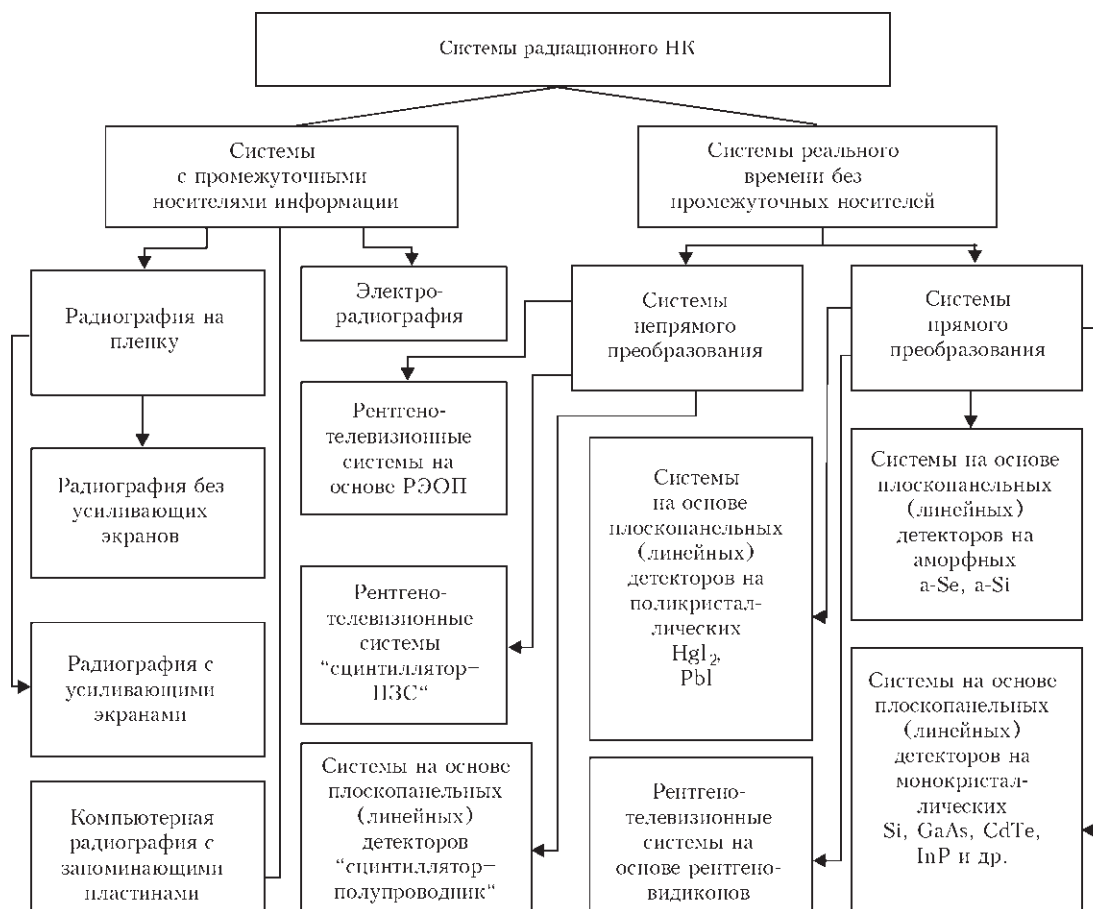 Системы радиационного НК
Системы
с промежуточными
носителями информации
Системы реального
времени без
промежуточных носителей
Радиография на
пленку
Электро-
радиография
Системы
непрямого
преобразования
Системы
прямого
преобразования
Рентгено-
телевизионные
системы на
основе РЭОП
Радиография без
усиливающих
экранов
Системы
на основе
плоскопанельных
(линейных)
детекторов на
поликристал-
лических
HgI₂,
PbI
Системы на основе
плоскопанельных
(линейных)
детекторов на
аморфных
a-Se, a-Si
Рентгено-
телевизионные
системы
“сцинтиллятор–
ПЗС“
Радиография с
усиливающими
экранами
Системы на основе
плоскопанельных
(линейных)
детекторов на
монокристал-
лических
Si, GaAs, CdTe,
InP и др.
Компьютерная
радиография с
запоминающими
пластинами
Системы на основе
плоскопанельных
(линейных)
детекторов
“сцинтиллятор–
полупроводник“
Рентгено-
телевизионные
системы на
основе рентгено-
видиконов